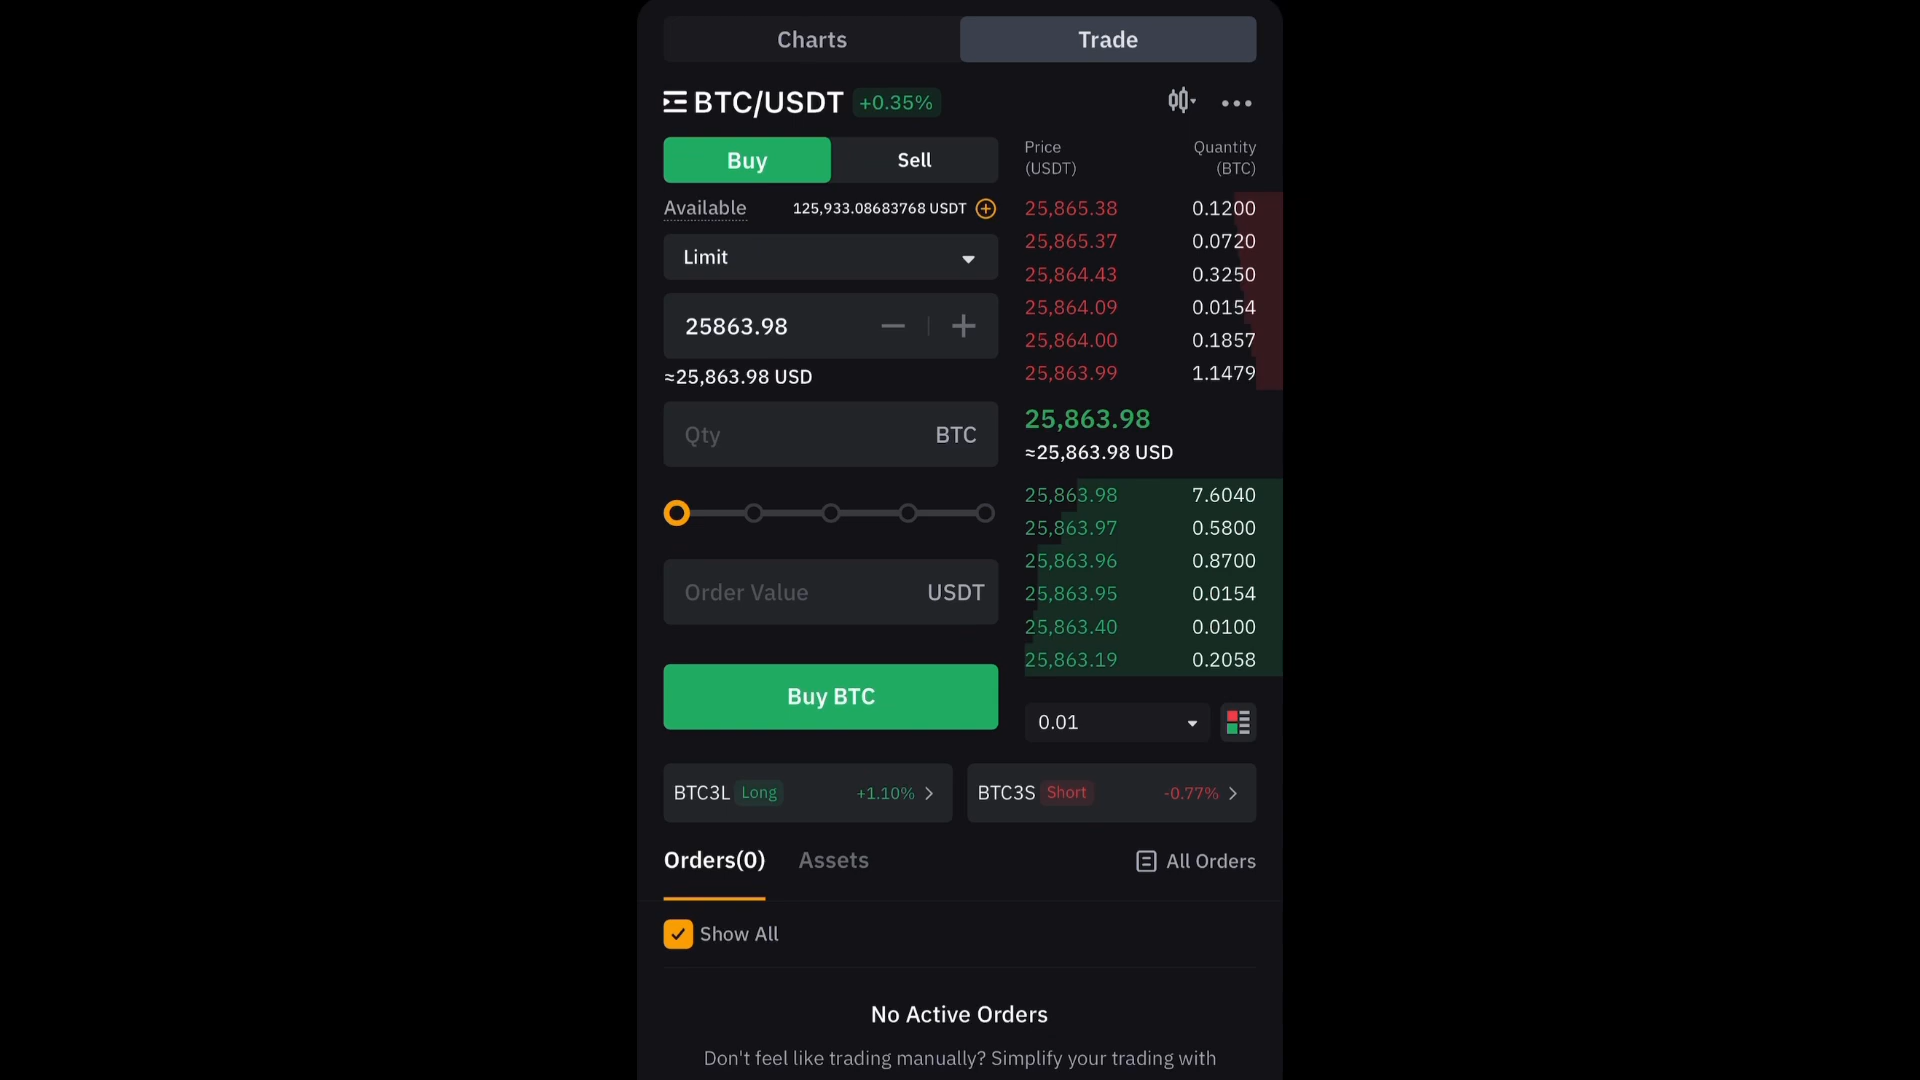 Charts
Trade
BTC/USDT +0.35%
Buy
Sell
Available
125,933.08683768 USDT
Limit
25863.98
≈25,863.98 USD
Qty
BTC
Order Value
USDT
Buy BTC
Price
(USDT)
Quantity
(BTC)
25,865.38 0.1200
25,865.37 0.0720
25,864.43 0.3250
25,864.09 0.0154
25,864.00 0.1857
25,863.99 1.1479
25,863.98
≈25,863.98 USD
25,863.98 7.6040
25,863.97 0.5800
25,863.96 0.8700
25,863.95 0.0154
25,863.40 0.0100
25,863.19 0.2058
0.01
BTC3L Long +1.10%
BTC3S Short -0.77%
Orders(0)
Assets
All Orders
Show All
No Active Orders
Don't feel like trading manually? Simplify your trading with